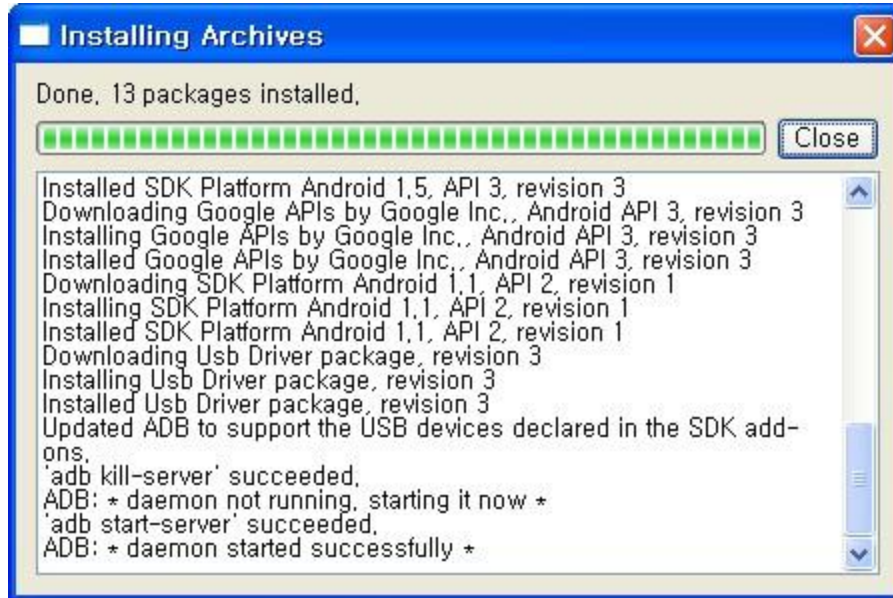 Installing Archives
Done. 13 packages installed.
Close
Installed SDK Platform Android 1.5, API 3, revision 3
Downloading Google APIs by Google Inc., Android API 3, revision 3
Installing Google APIs by Google Inc., Android API 3, revision 3
Installed Google APIs by Google Inc., Android API 3, revision 3
Downloading SDK Platform Android 1.1, API 2, revision 1
Installing SDK Platform Android 1.1, API 2, revision 1
Installed SDK Platform Android 1.1, API 2, revision 1
Downloading Usb Driver package, revision 3
Installing Usb Driver package, revision 3
Installed Usb Driver package, revision 3
Updated ADB to support the USB devices declared in the SDK add-
ons.
'adb kill-server' succeeded.
ADB: * daemon not running. starting it now *
'adb start-server' succeeded.
ADB: * daemon started successfully *